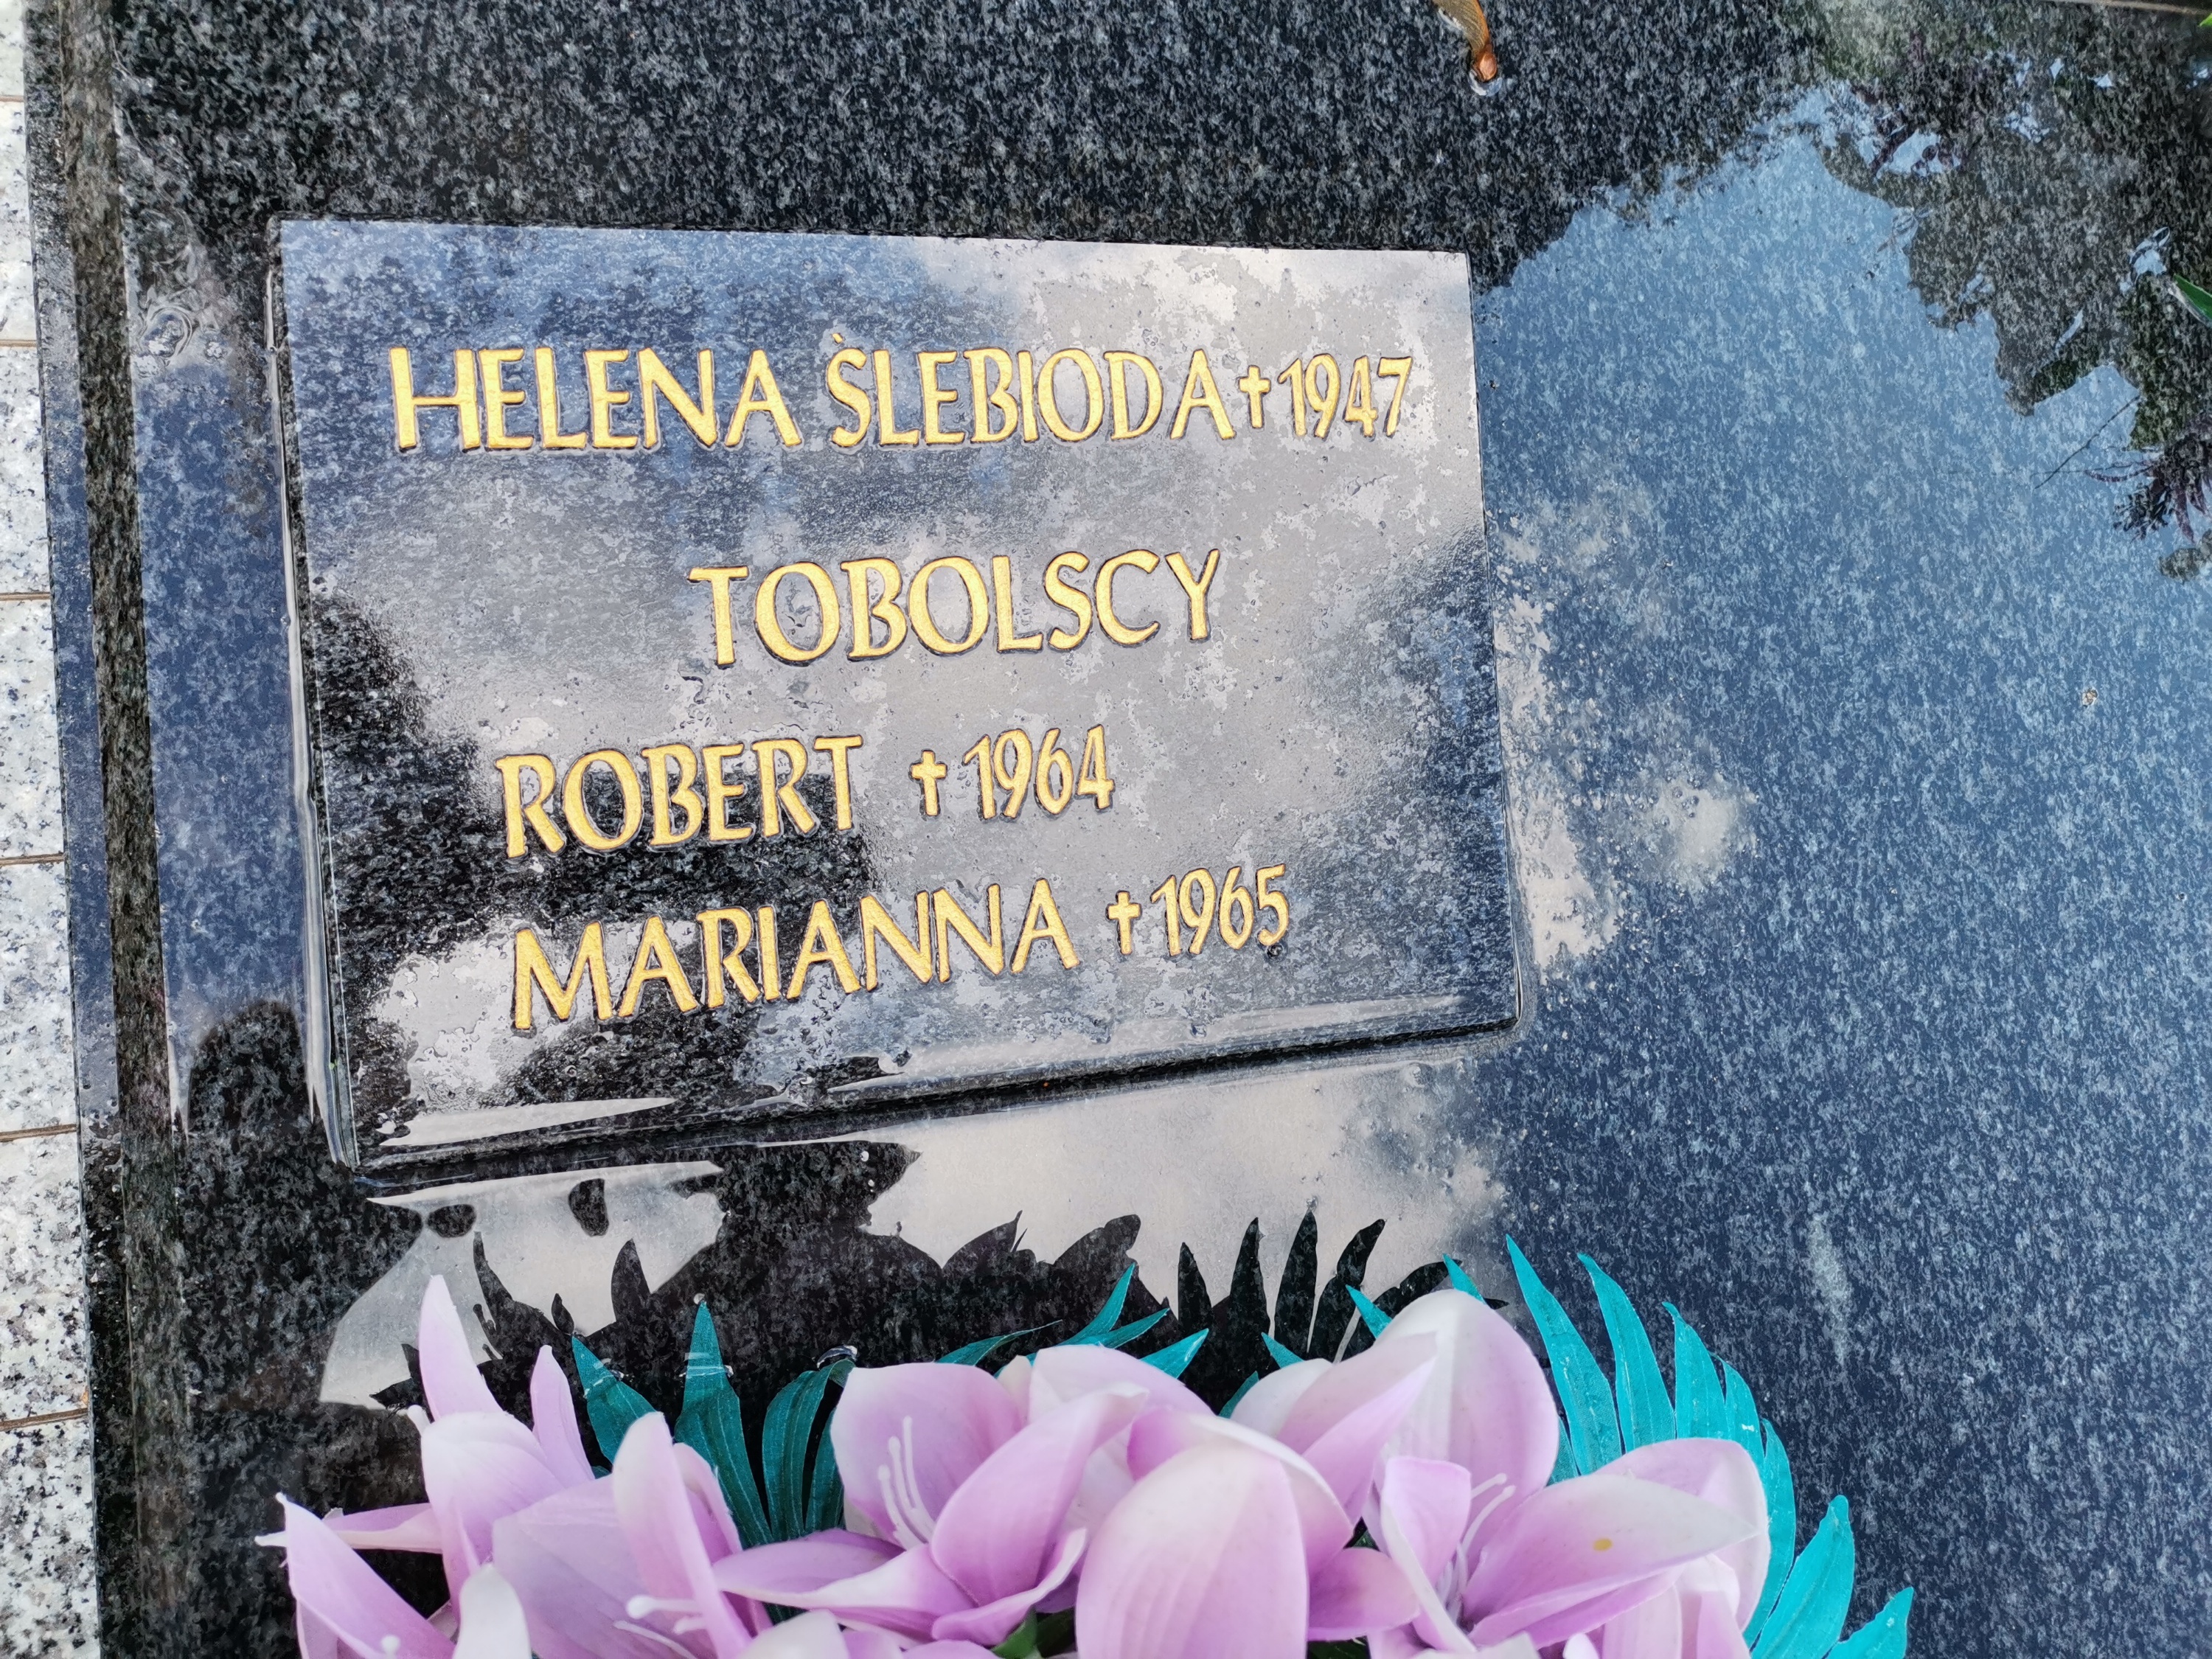 HELENA ŚLEBIODA †1947
TOBOLSCY
ROBERT †1964
MARIANNA †1965